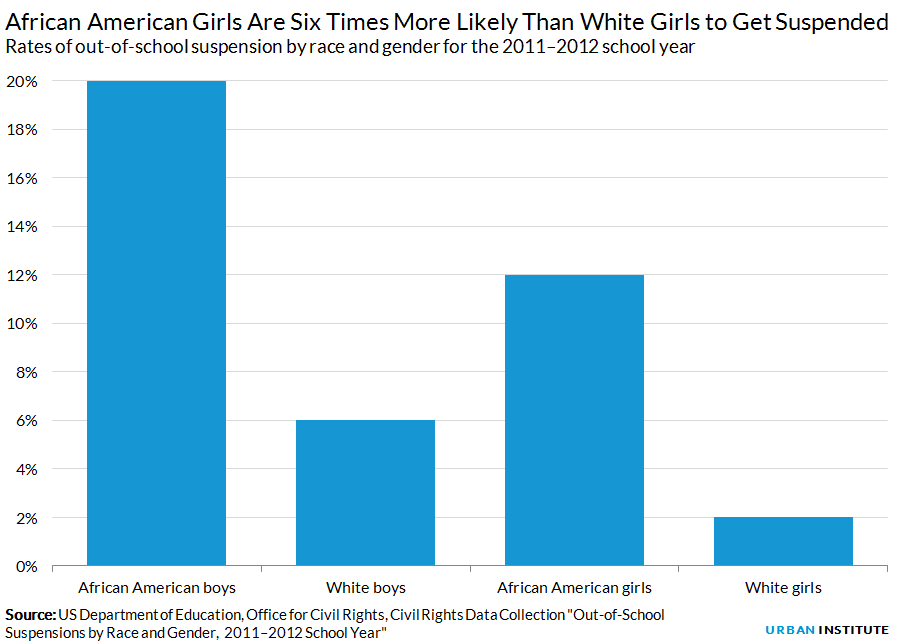 African American Girls Are Six Times More Likely Than White Girls to Get Suspended
Rates of out-of-school suspension by race and gender for the 2011–2012 school year
20%
18%
16%
14%
12%
10%
8%
6%
4%
2%
0%
African American boys
White boys
African American girls
White girls
Source: US Department of Education, Office for Civil Rights, Civil Rights Data Collection "Out-of-School
Suspensions by Race and Gender, 2011–2012 School Year"
URBAN INSTITUTE